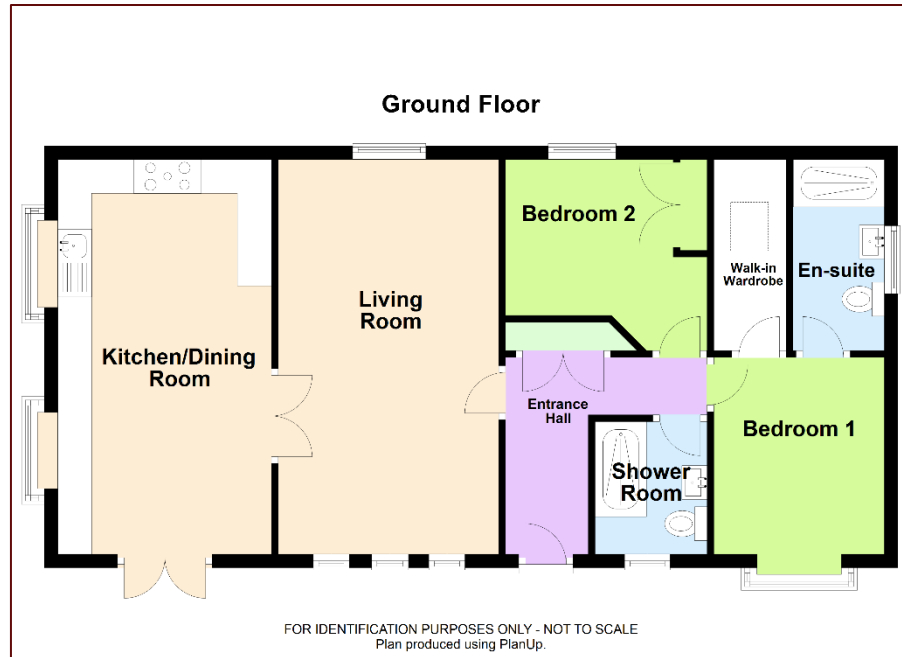 Ground Floor
Bedroom 2
Walk-in
Wardrobe
En-suite
Living
Room
Kitchen/Dining
Room
Entrance
Hall
Bedroom 1
Shower
Room
FOR IDENTIFICATION PURPOSES ONLY - NOT TO SCALE
Plan produced using PlanUp.